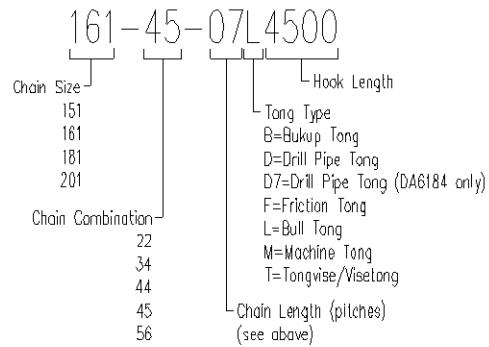 161-45-07L4500
Hook Length
Chain Size
151
161
181
201
Tong Type
B=Bukup Tong
D=Drill Pipe Tong
D7=Drill Pipe Tong (DA6184 only)
F=Friction Tong
L=Bull Tong
M=Machine Tong
T=Tongvise/Visetong
Chain Combination
22
34
44
45
56
Chain Length (pitches)
(see above)